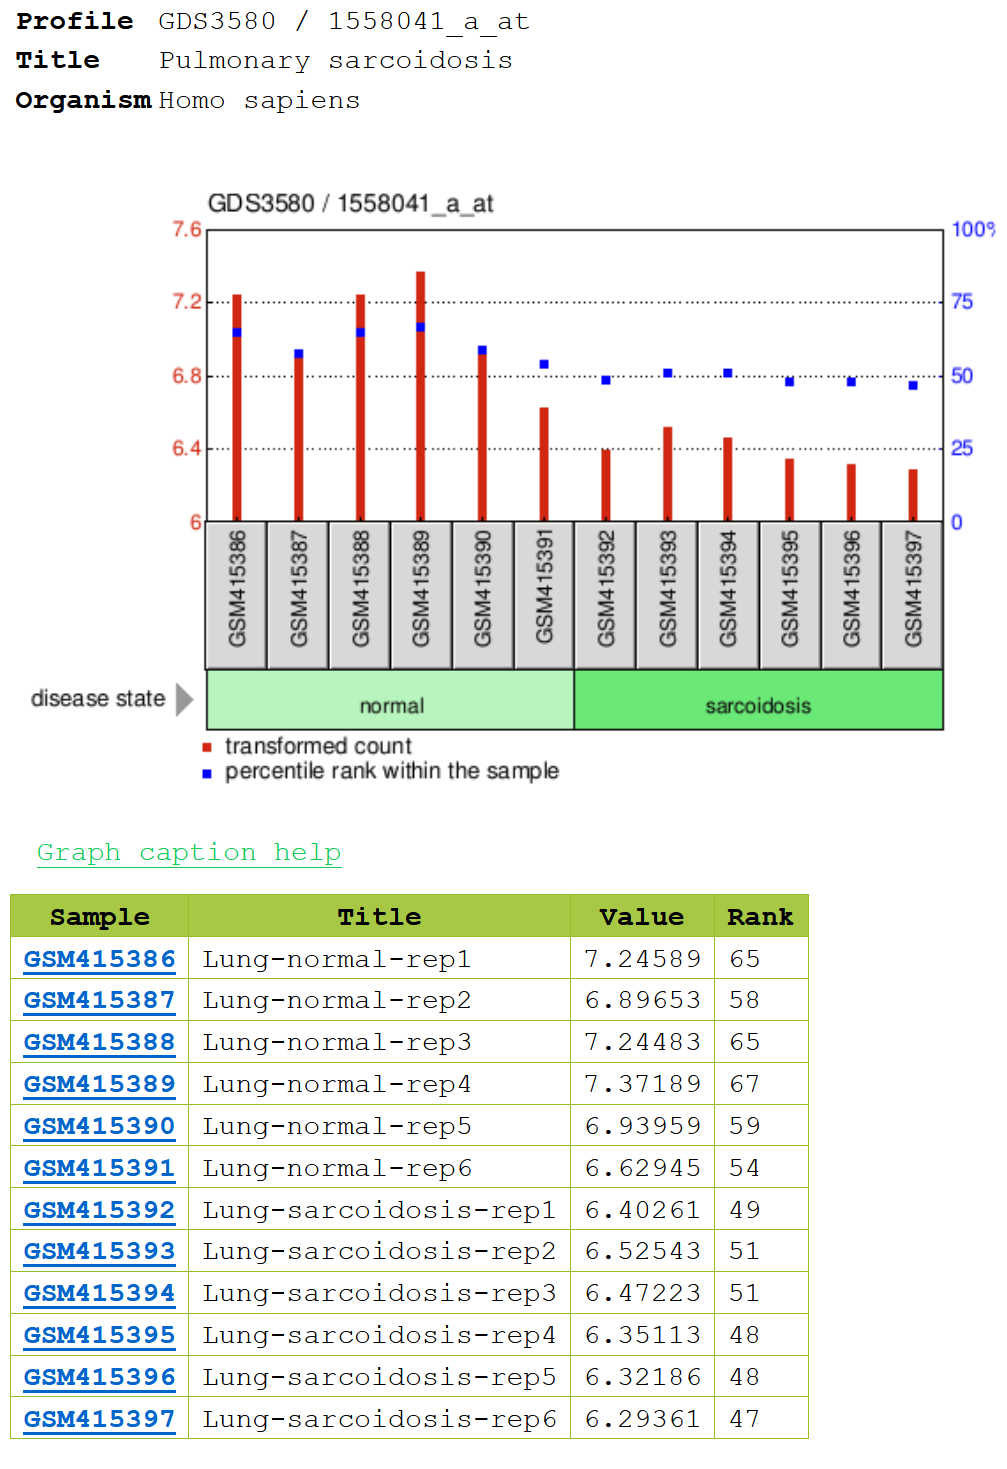 Profile GDS3580 / 1558041_a_at
Title Pulmonary sarcoidosis
Organism Homo sapiens
GDS3580 / 1558041_a_at
7.6 100%
7.2 75
6.8 50
6.4 25
6 0
GSM415386 GSM415387 GSM415388 GSM415389 GSM415390 GSM415391 GSM415392 GSM415393 GSM415394 GSM415395 GSM415396 GSM415397
disease state normal sarcoidosis
transformed count
percentile rank within the sample
Graph caption help
Sample Title Value Rank
GSM415386 Lung-normal-rep1 7.24589 65
GSM415387 Lung-normal-rep2 6.89653 58
GSM415388 Lung-normal-rep3 7.24483 65
GSM415389 Lung-normal-rep4 7.37189 67
GSM415390 Lung-normal-rep5 6.93959 59
GSM415391 Lung-normal-rep6 6.62945 54
GSM415392 Lung-sarcoidosis-rep1 6.40261 49
GSM415393 Lung-sarcoidosis-rep2 6.52543 51
GSM415394 Lung-sarcoidosis-rep3 6.47223 51
GSM415395 Lung-sarcoidosis-rep4 6.35113 48
GSM415396 Lung-sarcoidosis-rep5 6.32186 48
GSM415397 Lung-sarcoidosis-rep6 6.29361 47